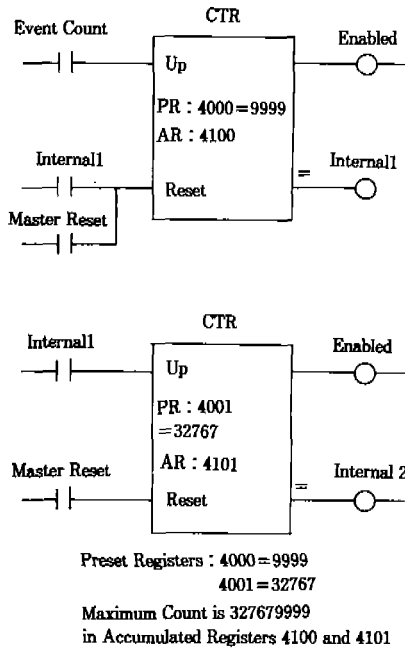 CTR
Event Count
Enabled
Up
PR : 4000=9999
AR : 4100
Internal1
=
Internal1
Reset
Master Reset
CTR
Internal1
Enabled
Up
PR : 4001
=32767
AR : 4101
Master Reset
=
Internal 2
Reset
Preset Registers : 4000=9999
4001=32767
Maximum Count is 327679999
in Accumulated Registers 4100 and 4101